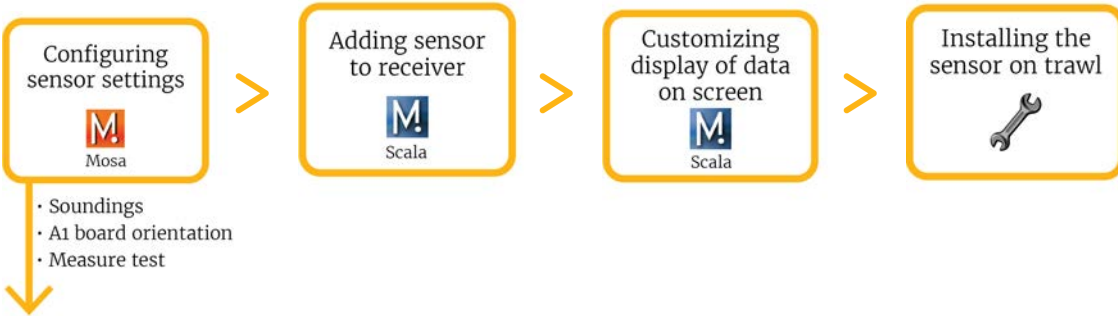 Configuring
sensor settings
M.
Mosa
Adding sensor
to receiver
M.
Scala
Customizing
display of data
on screen
M.
Scala
Installing the
sensor on trawl
· Soundings
· A1 board orientation
· Measure test